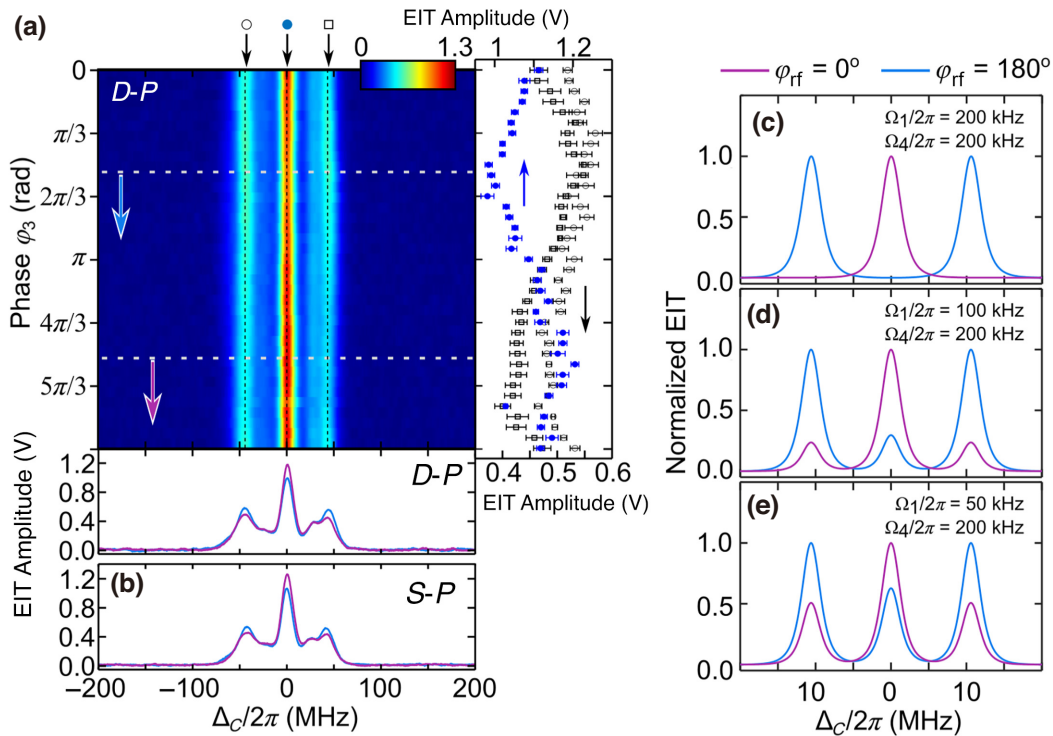 (a)
EIT Amplitude (V)
0 1.3
1 1.2
D-P
Phase φ3 (rad)
0
π/3
2π/3
π
4π/3
5π/3
0.4 0.5 0.6
EIT Amplitude (V)
D-P
1.2
0.8
0.4
0.0
EIT Amplitude (V)
(b)
S-P
1.2
0.8
0.4
0.0
−200 −100 0 100 200
ΔC/2π (MHz)
φrf = 0° φrf = 180°
Normalized EIT
(c)
Ω1/2π = 200 kHz
Ω4/2π = 200 kHz
1.0
0.5
0.0
(d)
Ω1/2π = 100 kHz
Ω4/2π = 200 kHz
1.0
0.5
0.0
(e)
Ω1/2π = 50 kHz
Ω4/2π = 200 kHz
1.0
0.5
0.0
10 0 10
ΔC/2π (MHz)